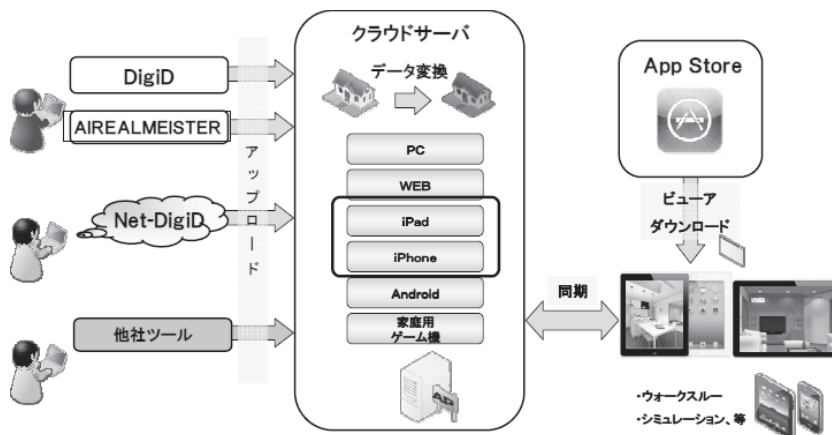 クラウドサーバ
データ変換
DigiD
AIREALMEISTER
Net-DigiD
他社ツール
アップロード
PC
WEB
iPad
iPhone
Android
家庭用
ゲーム機
AD
同期
App Store
ビューア
ダウンロード
・ウォークスルー
・シミュレーション、等